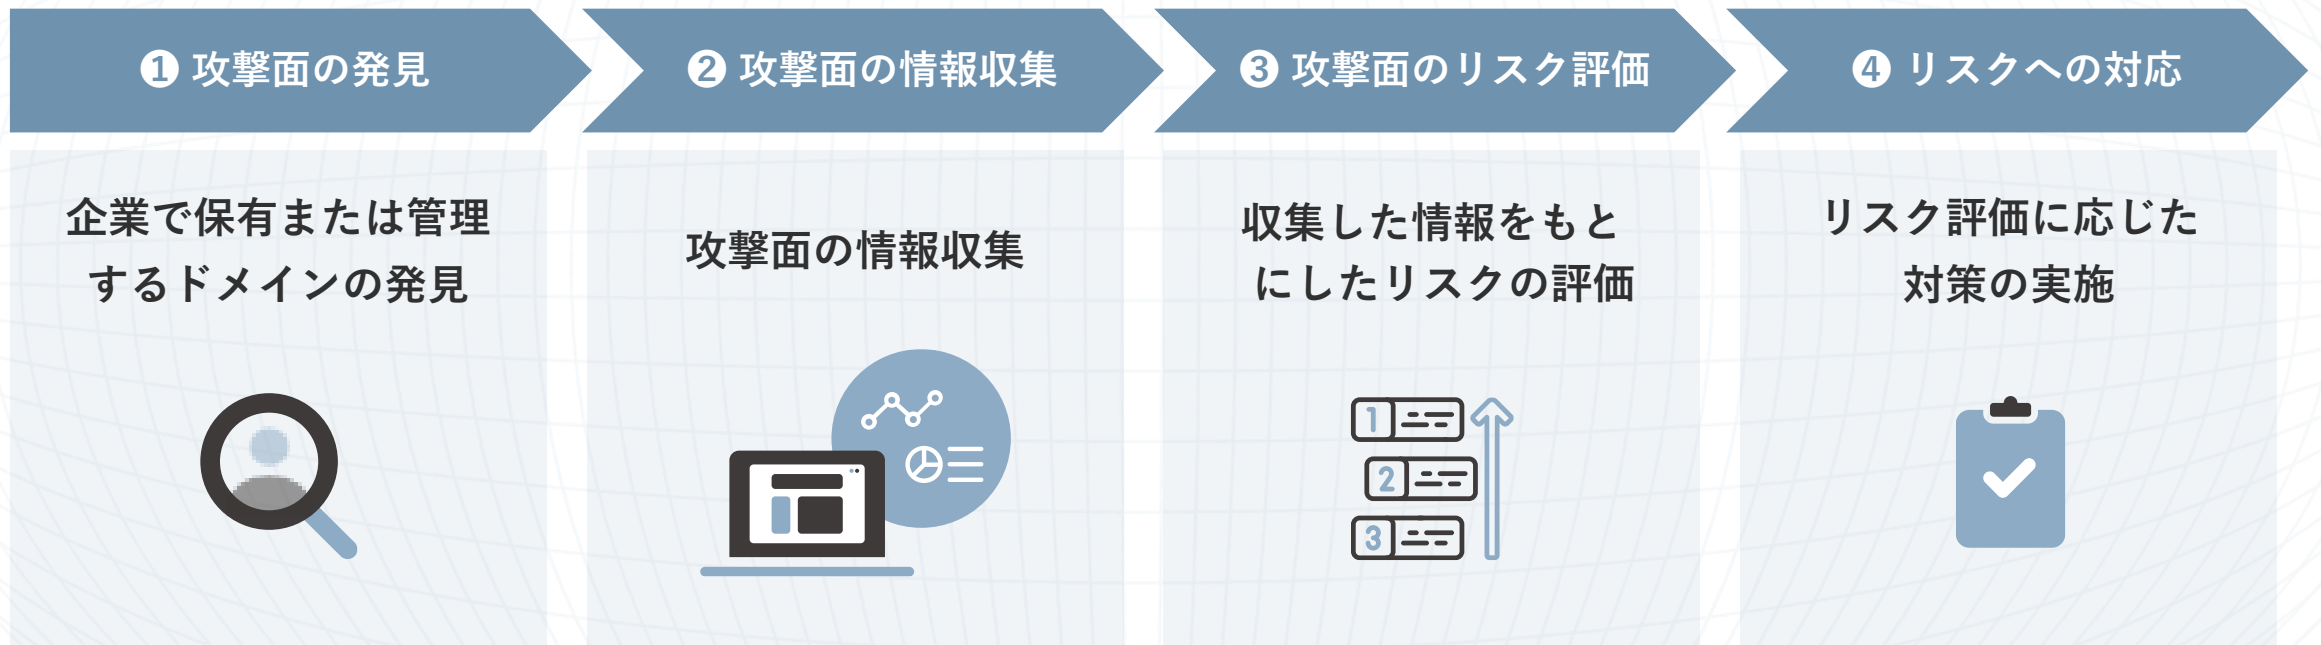 ❶ 攻撃面の発見
❷ 攻撃面の情報収集
❸ 攻撃面のリスク評価
❹ リスクへの対応
企業で保有または管理
するドメインの発見
攻撃面の情報収集
収集した情報をもと
にしたリスクの評価
リスク評価に応じた
対策の実施
1
2
3